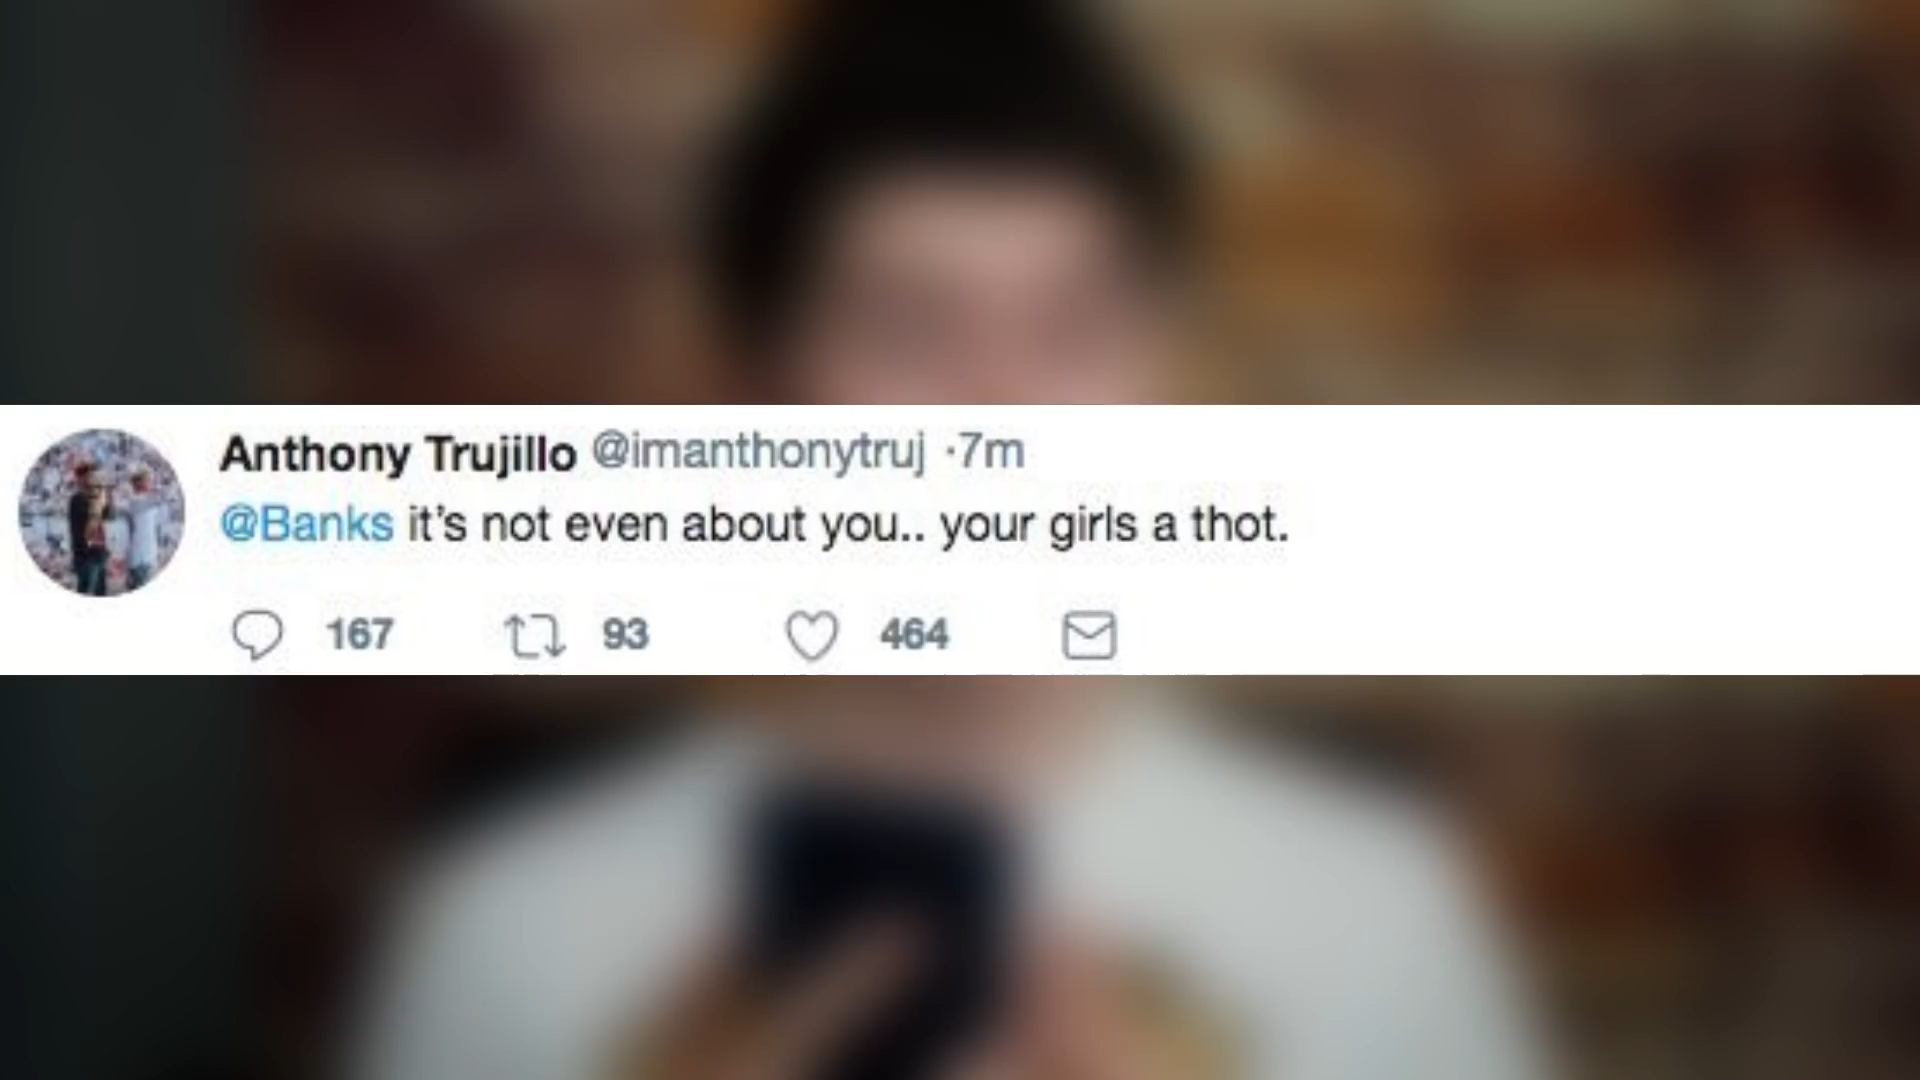 Anthony Trujillo @imanthonytruj ·7m
@Banks it’s not even about you.. your girls a thot.
167 93 464